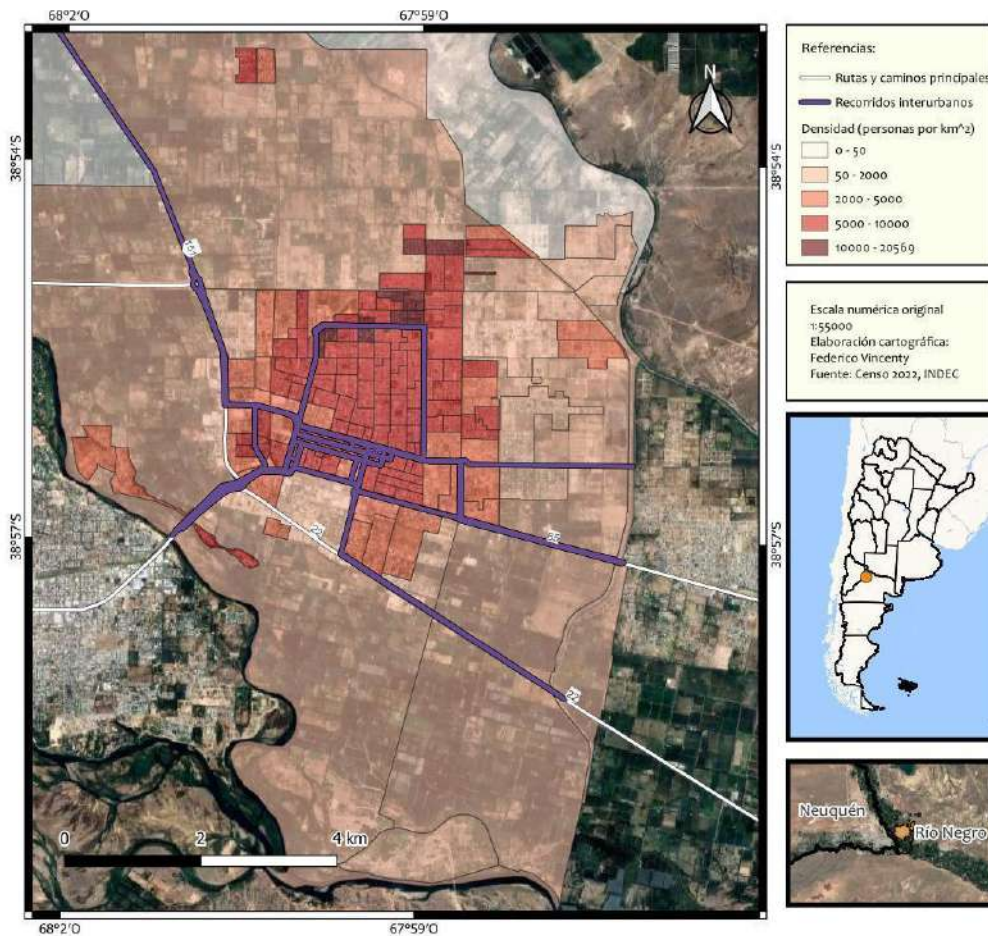 68°2'O
67°59'O
38°54'S
38°54'S
N
151
22
65
22
38°57'S
38°57'S
0 2 4 km
68°2'O
67°59'O
Referencias:
Rutas y caminos principales
Recorridos interurbanos
Densidad (personas por km^2)
0 - 50
50 - 2000
2000 - 5000
5000 - 10000
10000 - 20569
Escala numérica original
1:55000
Elaboración cartográfica:
Federico Vincenty
Fuente: Censo 2022, INDEC
Neuquén
Río Negro